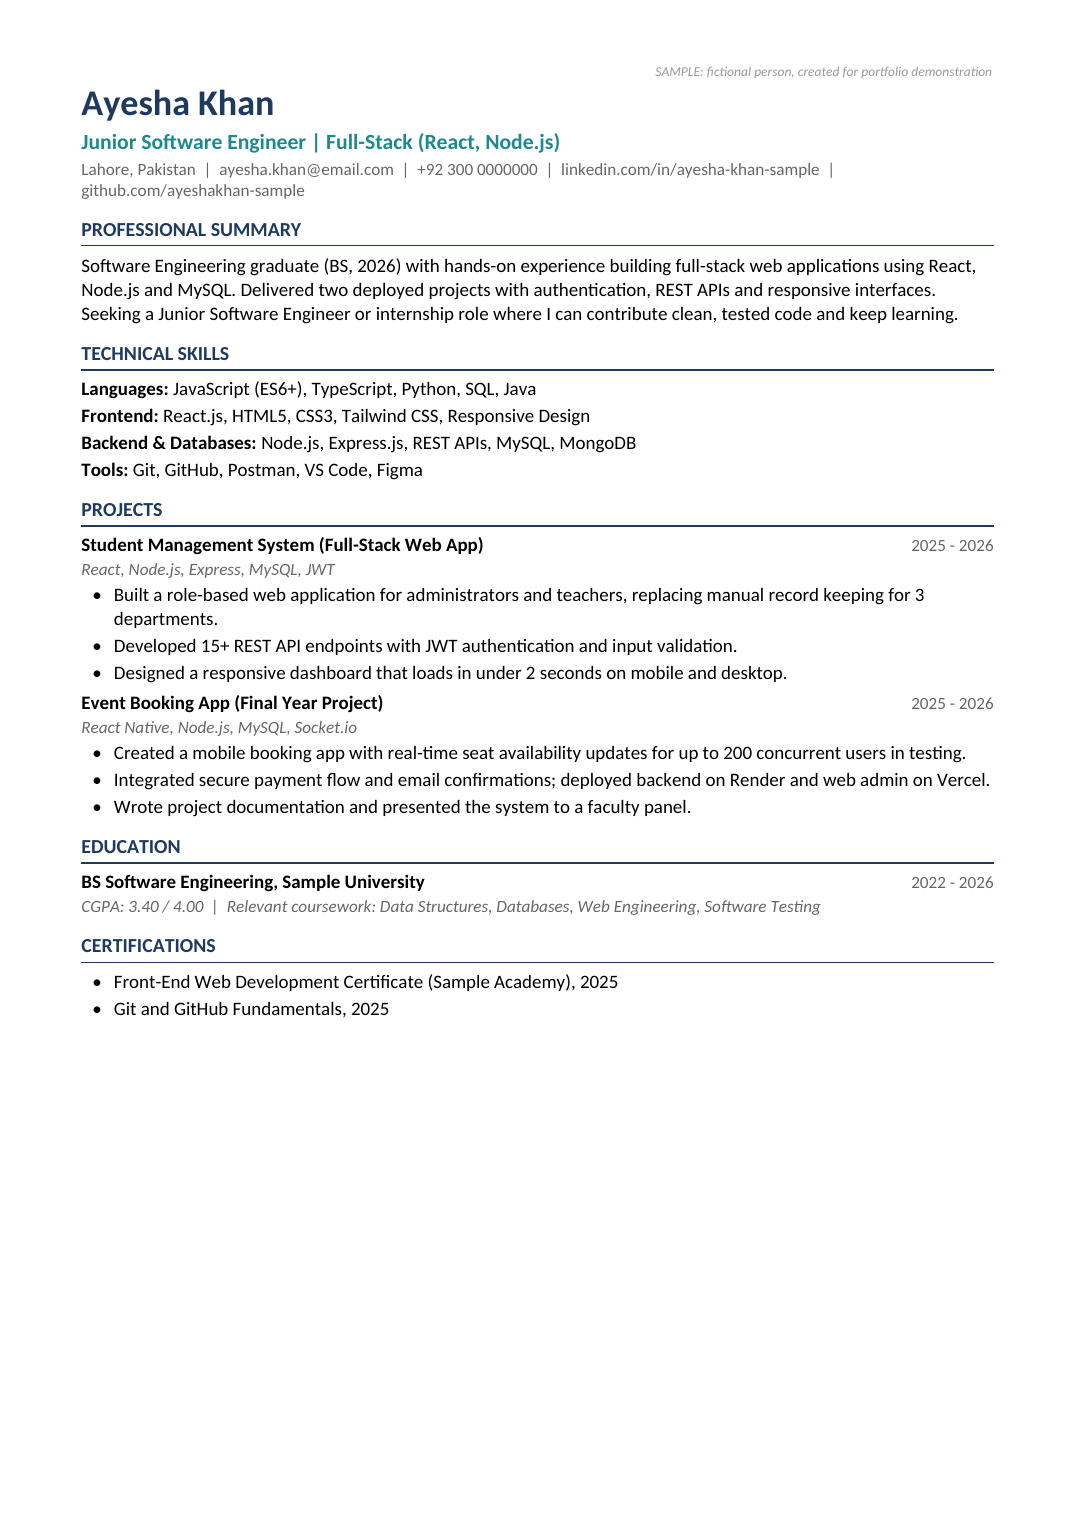 SAMPLE: fictional person, created for portfolio demonstration
Ayesha Khan
Junior Software Engineer | Full-Stack (React, Node.js)
Lahore, Pakistan | ayesha.khan@email.com | +92 300 0000000 | linkedin.com/in/ayesha-khan-sample |
github.com/ayeshakhan-sample
PROFESSIONAL SUMMARY
Software Engineering graduate (BS, 2026) with hands-on experience building full-stack web applications using React,
Node.js and MySQL. Delivered two deployed projects with authentication, REST APIs and responsive interfaces.
Seeking a Junior Software Engineer or internship role where I can contribute clean, tested code and keep learning.
TECHNICAL SKILLS
Languages: JavaScript (ES6+), TypeScript, Python, SQL, Java
Frontend: React.js, HTML5, CSS3, Tailwind CSS, Responsive Design
Backend & Databases: Node.js, Express.js, REST APIs, MySQL, MongoDB
Tools: Git, GitHub, Postman, VS Code, Figma
PROJECTS
Student Management System (Full-Stack Web App) 2025 - 2026
React, Node.js, Express, MySQL, JWT
• Built a role-based web application for administrators and teachers, replacing manual record keeping for 3
departments.
• Developed 15+ REST API endpoints with JWT authentication and input validation.
• Designed a responsive dashboard that loads in under 2 seconds on mobile and desktop.
Event Booking App (Final Year Project) 2025 - 2026
React Native, Node.js, MySQL, Socket.io
• Created a mobile booking app with real-time seat availability updates for up to 200 concurrent users in testing.
• Integrated secure payment flow and email confirmations; deployed backend on Render and web admin on Vercel.
• Wrote project documentation and presented the system to a faculty panel.
EDUCATION
BS Software Engineering, Sample University 2022 - 2026
CGPA: 3.40 / 4.00 | Relevant coursework: Data Structures, Databases, Web Engineering, Software Testing
CERTIFICATIONS
• Front-End Web Development Certificate (Sample Academy), 2025
• Git and GitHub Fundamentals, 2025